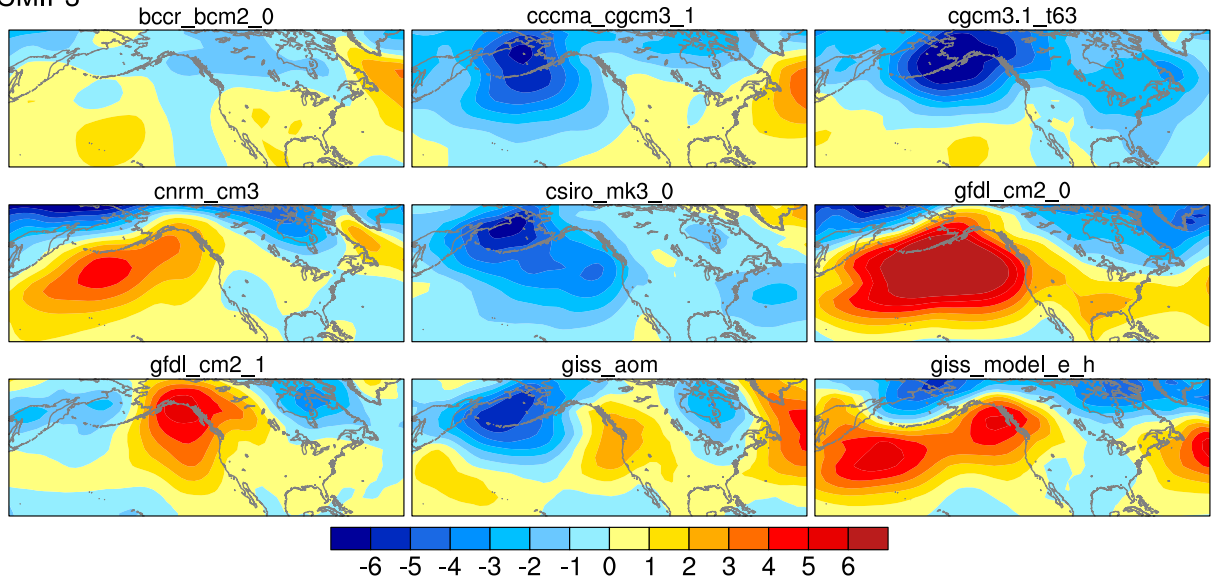 bccr_bcm2_0 cccma_cgcm3_1 cgcm3.1_t63
cnrm_cm3 csiro_mk3_0 gfdl_cm2_0
gfdl_cm2_1 giss_aom giss_model_e_h
-6 -5 -4 -3 -2 -1 0 1 2 3 4 5 6